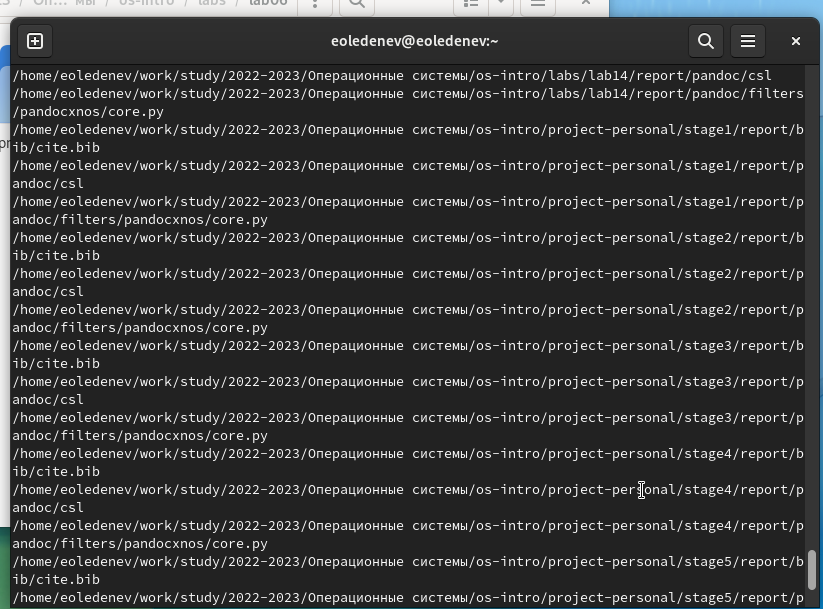 os-intro / labs / lab06
eoledenev@eoledenev:~
/home/eoledenev/work/study/2022-2023/Операционные системы/os-intro/labs/lab14/report/pandoc/csl
/home/eoledenev/work/study/2022-2023/Операционные системы/os-intro/labs/lab14/report/pandoc/filters
/pandocxnos/core.py
/home/eoledenev/work/study/2022-2023/Операционные системы/os-intro/project-personal/stage1/report/b
ib/cite.bib
/home/eoledenev/work/study/2022-2023/Операционные системы/os-intro/project-personal/stage1/report/p
andoc/csl
/home/eoledenev/work/study/2022-2023/Операционные системы/os-intro/project-personal/stage1/report/p
andoc/filters/pandocxnos/core.py
/home/eoledenev/work/study/2022-2023/Операционные системы/os-intro/project-personal/stage2/report/b
ib/cite.bib
/home/eoledenev/work/study/2022-2023/Операционные системы/os-intro/project-personal/stage2/report/p
andoc/csl
/home/eoledenev/work/study/2022-2023/Операционные системы/os-intro/project-personal/stage2/report/p
andoc/filters/pandocxnos/core.py
/home/eoledenev/work/study/2022-2023/Операционные системы/os-intro/project-personal/stage3/report/b
ib/cite.bib
/home/eoledenev/work/study/2022-2023/Операционные системы/os-intro/project-personal/stage3/report/p
andoc/csl
/home/eoledenev/work/study/2022-2023/Операционные системы/os-intro/project-personal/stage3/report/p
andoc/filters/pandocxnos/core.py
/home/eoledenev/work/study/2022-2023/Операционные системы/os-intro/project-personal/stage4/report/b
ib/cite.bib
/home/eoledenev/work/study/2022-2023/Операционные системы/os-intro/project-personal/stage4/report/p
andoc/csl
/home/eoledenev/work/study/2022-2023/Операционные системы/os-intro/project-personal/stage4/report/p
andoc/filters/pandocxnos/core.py
/home/eoledenev/work/study/2022-2023/Операционные системы/os-intro/project-personal/stage5/report/b
ib/cite.bib
/home/eoledenev/work/study/2022-2023/Операционные системы/os-intro/project-personal/stage5/report/p